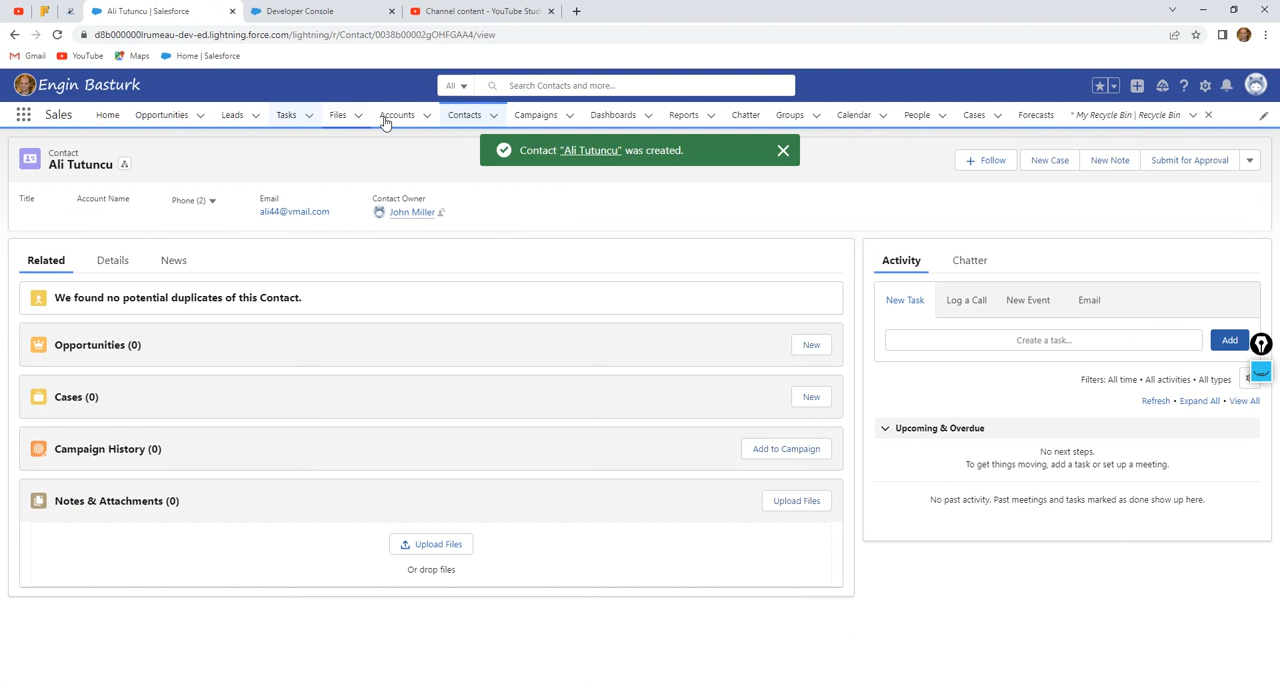 Ali Tutuncu | Salesforce
Developer Console
Channel content - YouTube Stud
d8b000000lrumeau-dev-ed.lightning.force.com/lightning/r/Contact/0038b00002gOHFGAA4/view
Gmail
YouTube
Maps
Home | Salesforce
Engin Basturk
All
Search Contacts and more...
Sales
Home
Opportunities
Leads
Tasks
Files
Accounts
Contacts
Campaigns
Dashboards
Reports
Chatter
Groups
Calendar
People
Cases
Forecasts
* My Recycle Bin | Recycle Bin
Contact
Ali Tutuncu
Contact "Ali Tutuncu" was created.
Follow
New Case
New Note
Submit for Approval
Title
Account Name
Phone (2)
Email
ali44@vmail.com
Contact Owner
John Miller
Related
Details
News
We found no potential duplicates of this Contact.
Opportunities (0)
New
Cases (0)
New
Campaign History (0)
Add to Campaign
Notes & Attachments (0)
Upload Files
Upload Files
Or drop files
Activity
Chatter
New Task
Log a Call
New Event
Email
Create a task...
Add
Filters: All time • All activities • All types
Refresh • Expand All • View All
Upcoming & Overdue
No next steps.
To get things moving, add a task or set up a meeting.
No past activity. Past meetings and tasks marked as done show up here.